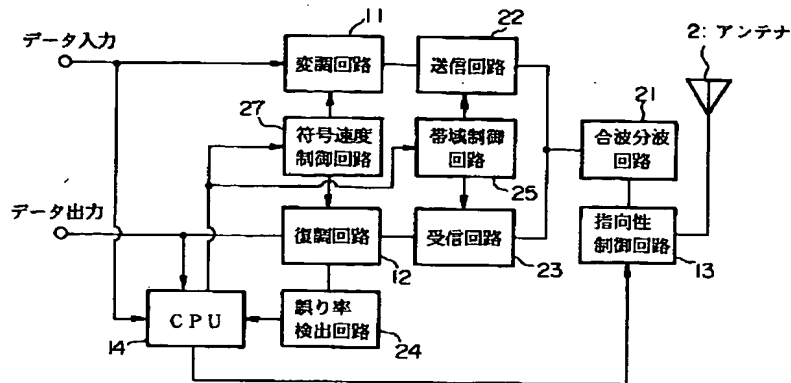 11
22
2: アンテナ
データ入力
変調回路
送信回路
21
27
符号速度
制御回路
帯域制御
回路
合波分波
回路
25
データ出力
復調回路
受信回路
指向性
制御回路
12
23
13
CPU
誤り率
検出回路
14
24